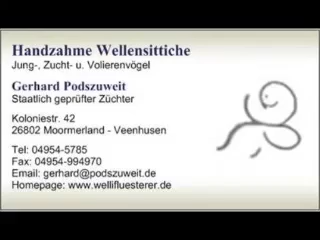 Handzahme Wellensittiche
Jung-, Zucht- u. Volierenvögel
Gerhard Podszuweit
Staatlich geprüfter Züchter
Koloniestr. 42
26802 Moormerland - Veenhusen
Tel: 04954-5785
Fax: 04954-994970
Email: gerhard@podszuweit.de
Homepage: www.wellifluesterer.de